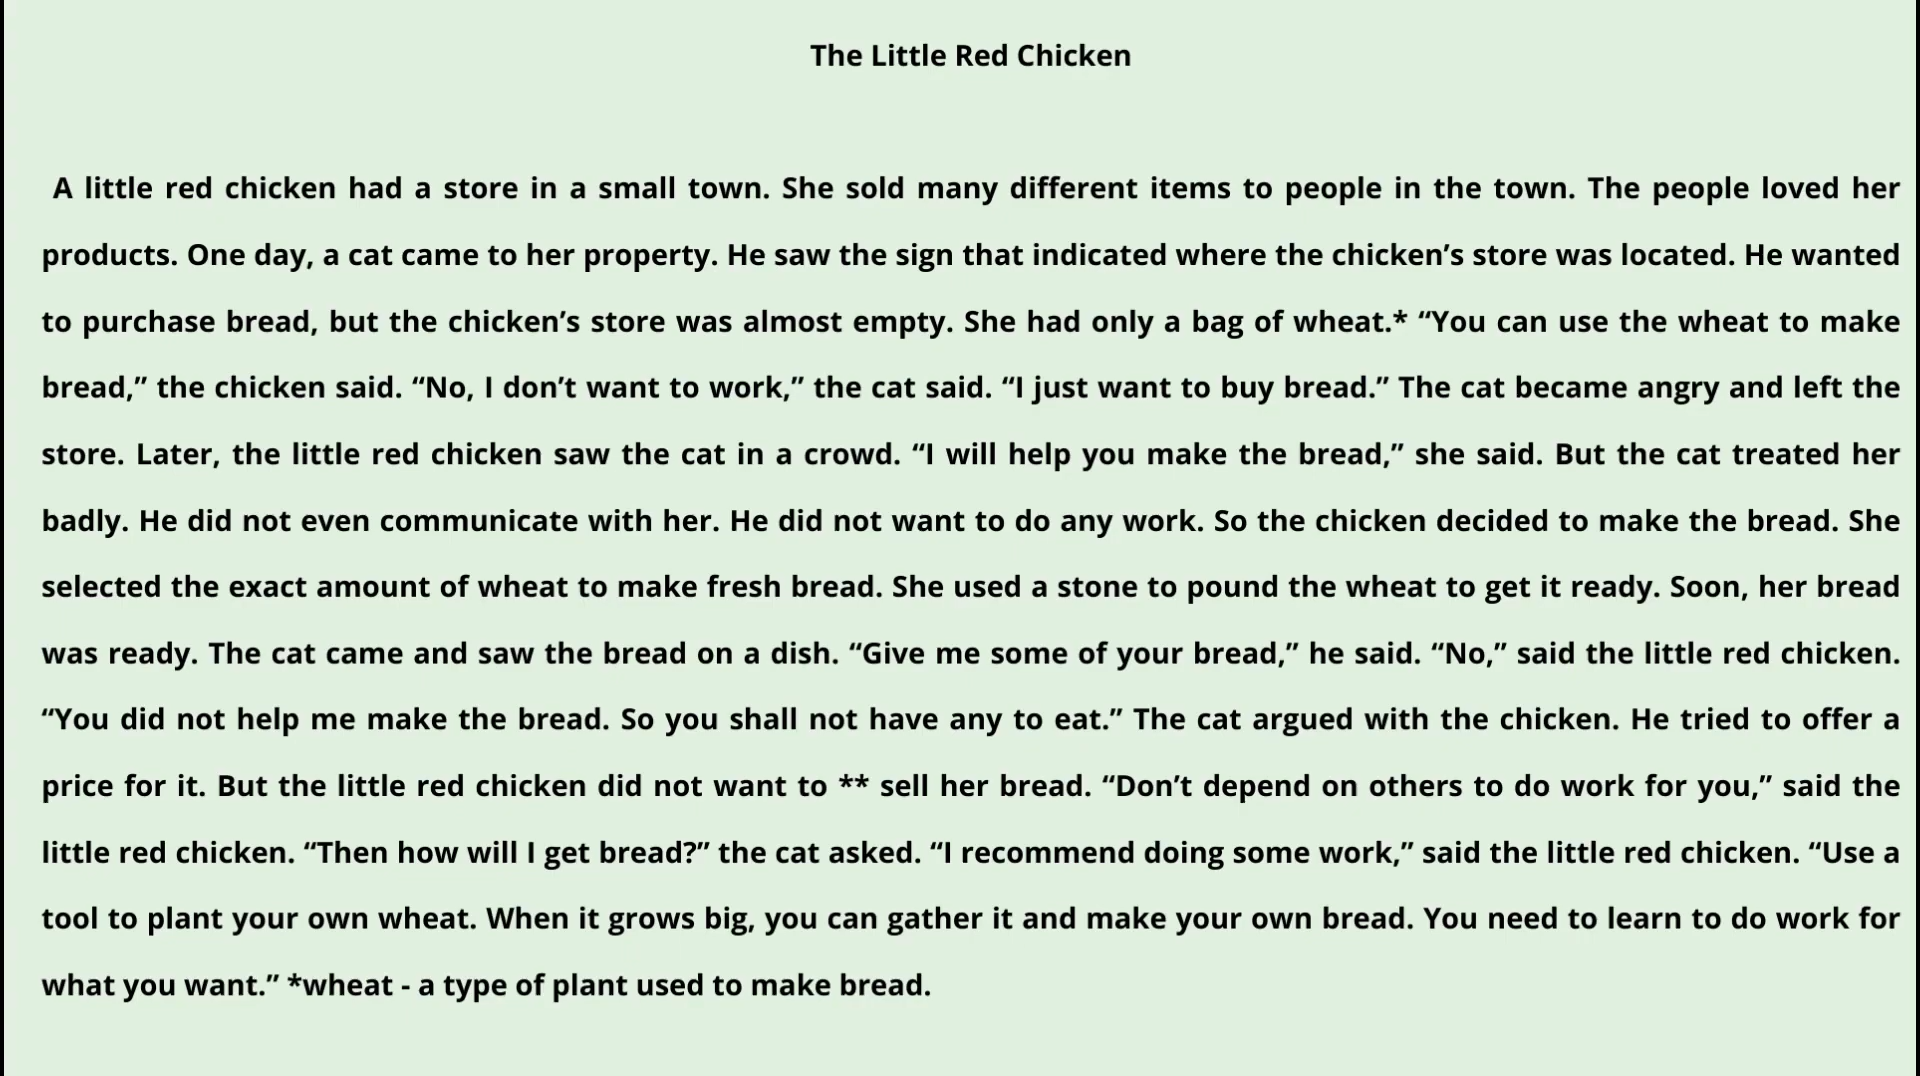 The Little Red Chicken
A little red chicken had a store in a small town. She sold many different items to people in the town. The people loved her
products. One day, a cat came to her property. He saw the sign that indicated where the chicken’s store was located. He wanted
to purchase bread, but the chicken’s store was almost empty. She had only a bag of wheat.* “You can use the wheat to make
bread,” the chicken said. “No, I don’t want to work,” the cat said. “I just want to buy bread.” The cat became angry and left the
store. Later, the little red chicken saw the cat in a crowd. “I will help you make the bread,” she said. But the cat treated her
badly. He did not even communicate with her. He did not want to do any work. So the chicken decided to make the bread. She
selected the exact amount of wheat to make fresh bread. She used a stone to pound the wheat to get it ready. Soon, her bread
was ready. The cat came and saw the bread on a dish. “Give me some of your bread,” he said. “No,” said the little red chicken.
“You did not help me make the bread. So you shall not have any to eat.” The cat argued with the chicken. He tried to offer a
price for it. But the little red chicken did not want to ** sell her bread. “Don’t depend on others to do work for you,” said the
little red chicken. “Then how will I get bread?” the cat asked. “I recommend doing some work,” said the little red chicken. “Use a
tool to plant your own wheat. When it grows big, you can gather it and make your own bread. You need to learn to do work for
what you want.” *wheat - a type of plant used to make bread.